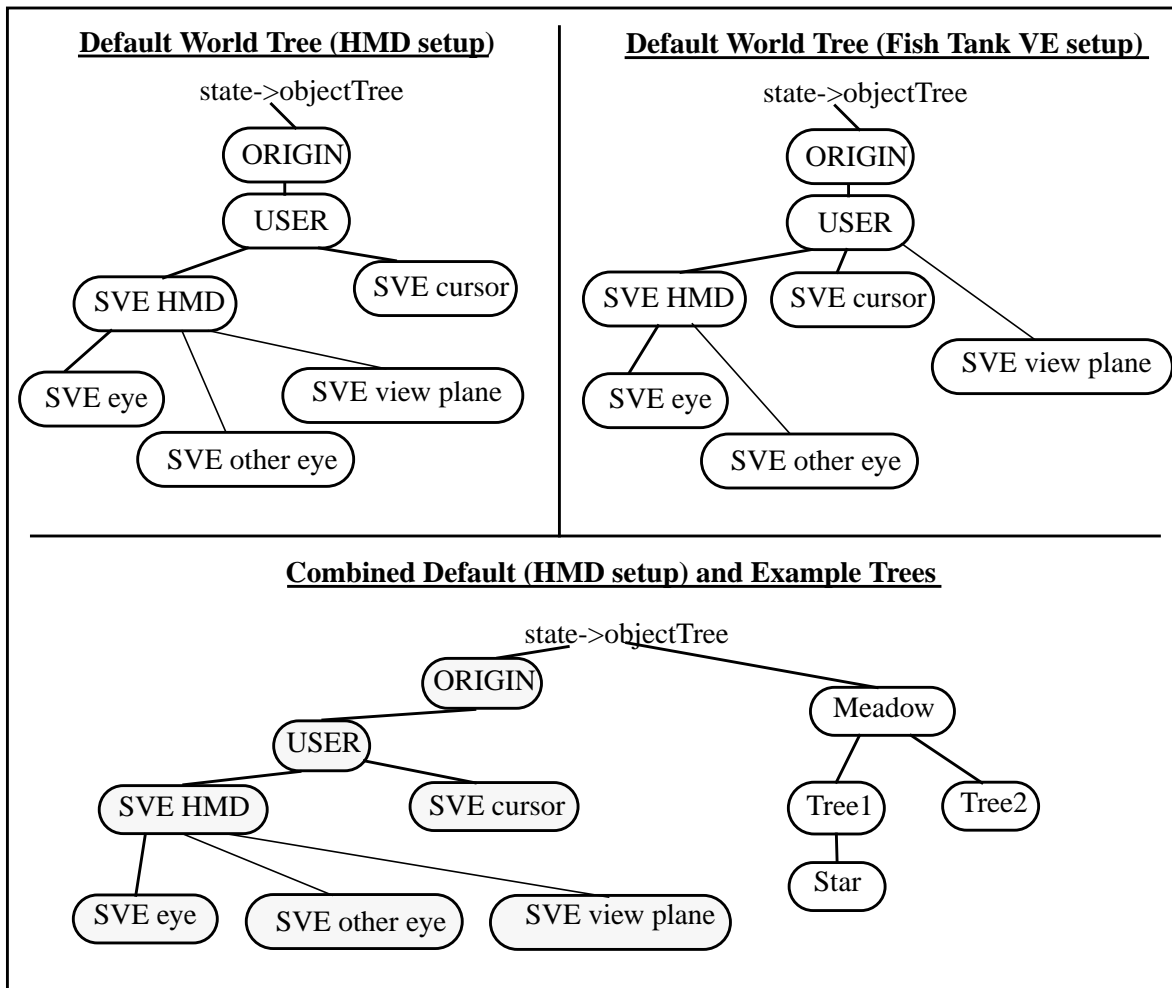 Default World Tree (HMD setup)
state->objectTree
ORIGIN
USER
SVE HMD
SVE cursor
SVE eye
SVE view plane
SVE other eye
Default World Tree (Fish Tank VE setup)
state->objectTree
ORIGIN
USER
SVE HMD
SVE cursor
SVE view plane
SVE eye
SVE other eye
Combined Default (HMD setup) and Example Trees
state->objectTree
ORIGIN
Meadow
USER
SVE HMD
SVE cursor
Tree1
Tree2
Star
SVE eye
SVE other eye
SVE view plane